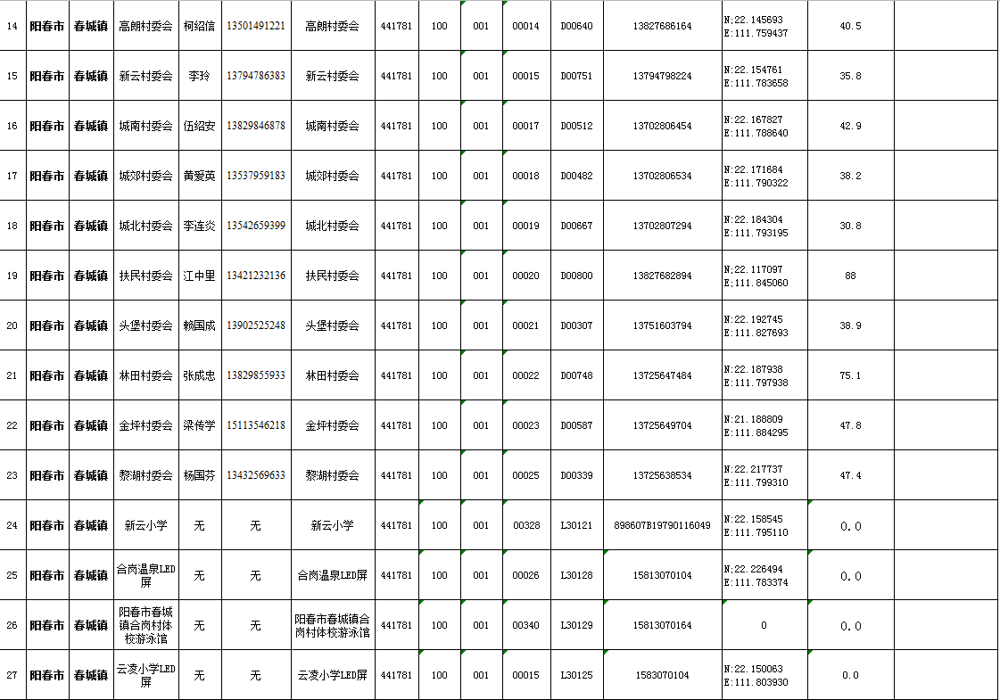 14 阳春市 春城镇 高朗村委会 柯绍信 13501491221 高朗村委会 441781 100 001 00014 D00640 13827686164 N;22.145693 E:111.759437 40.5
15 阳春市 春城镇 新云村委会 李玲 13794786383 新云村委会 441781 100 001 00015 D00751 13794798224 N:22.154761 E:111.783658 35.8
16 阳春市 春城镇 城南村委会 伍绍安 13829846878 城南村委会 441781 100 001 00017 D00512 13702806454 N:22.167827 E:111.788640 42.9
17 阳春市 春城镇 城郊村委会 黄爱英 13537959183 城郊村委会 441781 100 001 00018 D00482 13702806534 N:22.171684 E:111.790322 38.2
18 阳春市 春城镇 城北村委会 李连炎 13542659399 城北村委会 441781 100 001 00019 D00667 13702807294 N:22.184304 E:111.793195 30.8
19 阳春市 春城镇 扶民村委会 江中里 13421232136 扶民村委会 441781 100 001 00020 D00800 13827682894 N;22.117097 E;111.845060 88
20 阳春市 春城镇 头堡村委会 赖国成 13902525248 头堡村委会 441781 100 001 00021 D00307 13751603794 N:22.192745 E:111.827693 38.9
21 阳春市 春城镇 林田村委会 张成忠 13829855933 林田村委会 441781 100 001 00022 D00748 13725647484 N:22.187938 E:111.797938 75.1
22 阳春市 春城镇 金坪村委会 梁传学 15113546218 金坪村委会 441781 100 001 00023 D00587 13725649704 N:21.188809 E:111.884295 47.8
23 阳春市 春城镇 黎湖村委会 杨国芬 13432569633 黎湖村委会 441781 100 001 00025 D00339 13725638534 N:22.217737 E:111.799310 47.4
24 阳春市 春城镇 新云小学 无 无 新云小学 441781 100 001 00328 L30121 898607B19790116049 N:22.158545 E:111.795110 0.0
25 阳春市 春城镇 合岗温泉LED屏 无 无 合岗温泉LED屏 441781 100 001 00026 L30128 15813070104 N;22.226494 E:111.783374 0.0
26 阳春市 春城镇 阳春市春城镇合岗村体校游泳馆 无 无 阳春市春城镇合岗村体校游泳馆 441781 100 001 00340 L30129 15813070164 0 0.0
27 阳春市 春城镇 云凌小学LED屏 无 无 云凌小学LED屏 441781 100 001 00015 L30125 1583070104 N:22.150063 E:111.803930 0.0